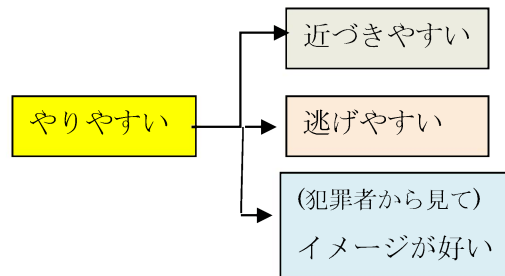 近づきやすい
やりやすい
逃げやすい
(犯罪者から見て)
イメージが好い